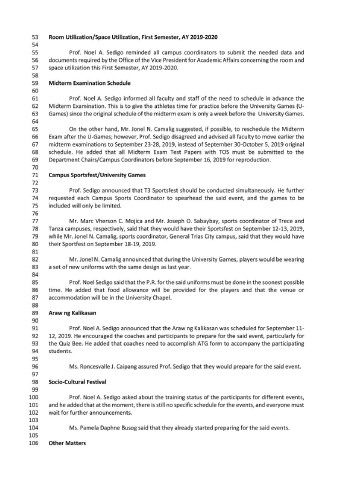 53 Room Utilization/Space Utilization, First Semester, AY 2019-2020
54
55 Prof. Noel A. Sedigo reminded all campus coordinators to submit the needed data and
56 documents required by the Office of the Vice President for Academic Affairs concerning the room and
57 space utilization this First Semester, AY 2019-2020.
58
59 Midterm Examination Schedule
60
61 Prof. Noel A. Sedigo informed all faculty and staff of the need to schedule in advance the
62 Midterm Examination. This is to give the athletes time for practice before the University Games (U-
63 Games) since the original schedule of the midterm exam is only a week before the University Games.
64
65 On the other hand, Mr. Jonel N. Camalig suggested, if possible, to reschedule the Midterm
66 Exam after the U-Games; however, Prof. Sedigo disagreed and advised all faculty to move earlier the
67 midterm examinations to September 23-28, 2019, instead of September 30-October 5, 2019 original
68 schedule. He added that all Midterm Exam Test Papers with TOS must be submitted to the
69 Department Chairs/Campus Coordinators before September 16, 2019 for reproduction.
70
71 Campus Sportsfest/University Games
72
73 Prof. Sedigo announced that T3 Sportsfest should be conducted simultaneously. He further
74 requested each Campus Sports Coordinator to spearhead the said event, and the games to be
75 included will only be limited.
76
77 Mr. Marc Vherson C. Mojica and Mr. Joseph O. Sabaybay, sports coordinator of Trece and
78 Tanza campuses, respectively, said that they would have their Sportsfest on September 12-13, 2019,
79 while Mr. Jonel N. Camalig, sports coordinator, General Trias City campus, said that they would have
80 their Sportfest on September 18-19, 2019.
81
82 Mr. Jonel N. Camalig announced that during the University Games, players would be wearing
83 a set of new uniforms with the same design as last year.
84
85 Prof. Noel Sedigo said that the P.R. for the said uniforms must be done in the soonest possible
86 time. He added that food allowance will be provided for the players and that the venue or
87 accommodation will be in the University Chapel.
88
89 Araw ng Kalikasan
90
91 Prof. Noel A. Sedigo announced that the Araw ng Kalikasan was scheduled for September 11-
92 12, 2019. He encouraged the coaches and participants to prepare for the said event, particularly for
93 the Quiz Bee. He added that coaches need to accomplish ATG form to accompany the participating
94 students.
95
96 Ms. Roncesvalle J. Caipang assured Prof. Sedigo that they would prepare for the said event.
97
98 Socio-Cultural Festival
99
100 Prof. Noel A. Sedigo asked about the training status of the participants for different events,
101 and he added that at the moment, there is still no specific schedule for the events, and everyone must
102 wait for further announcements.
103
104 Ms. Pamela Daphne Busog said that they already started preparing for the said events.
105
106 Other Matters